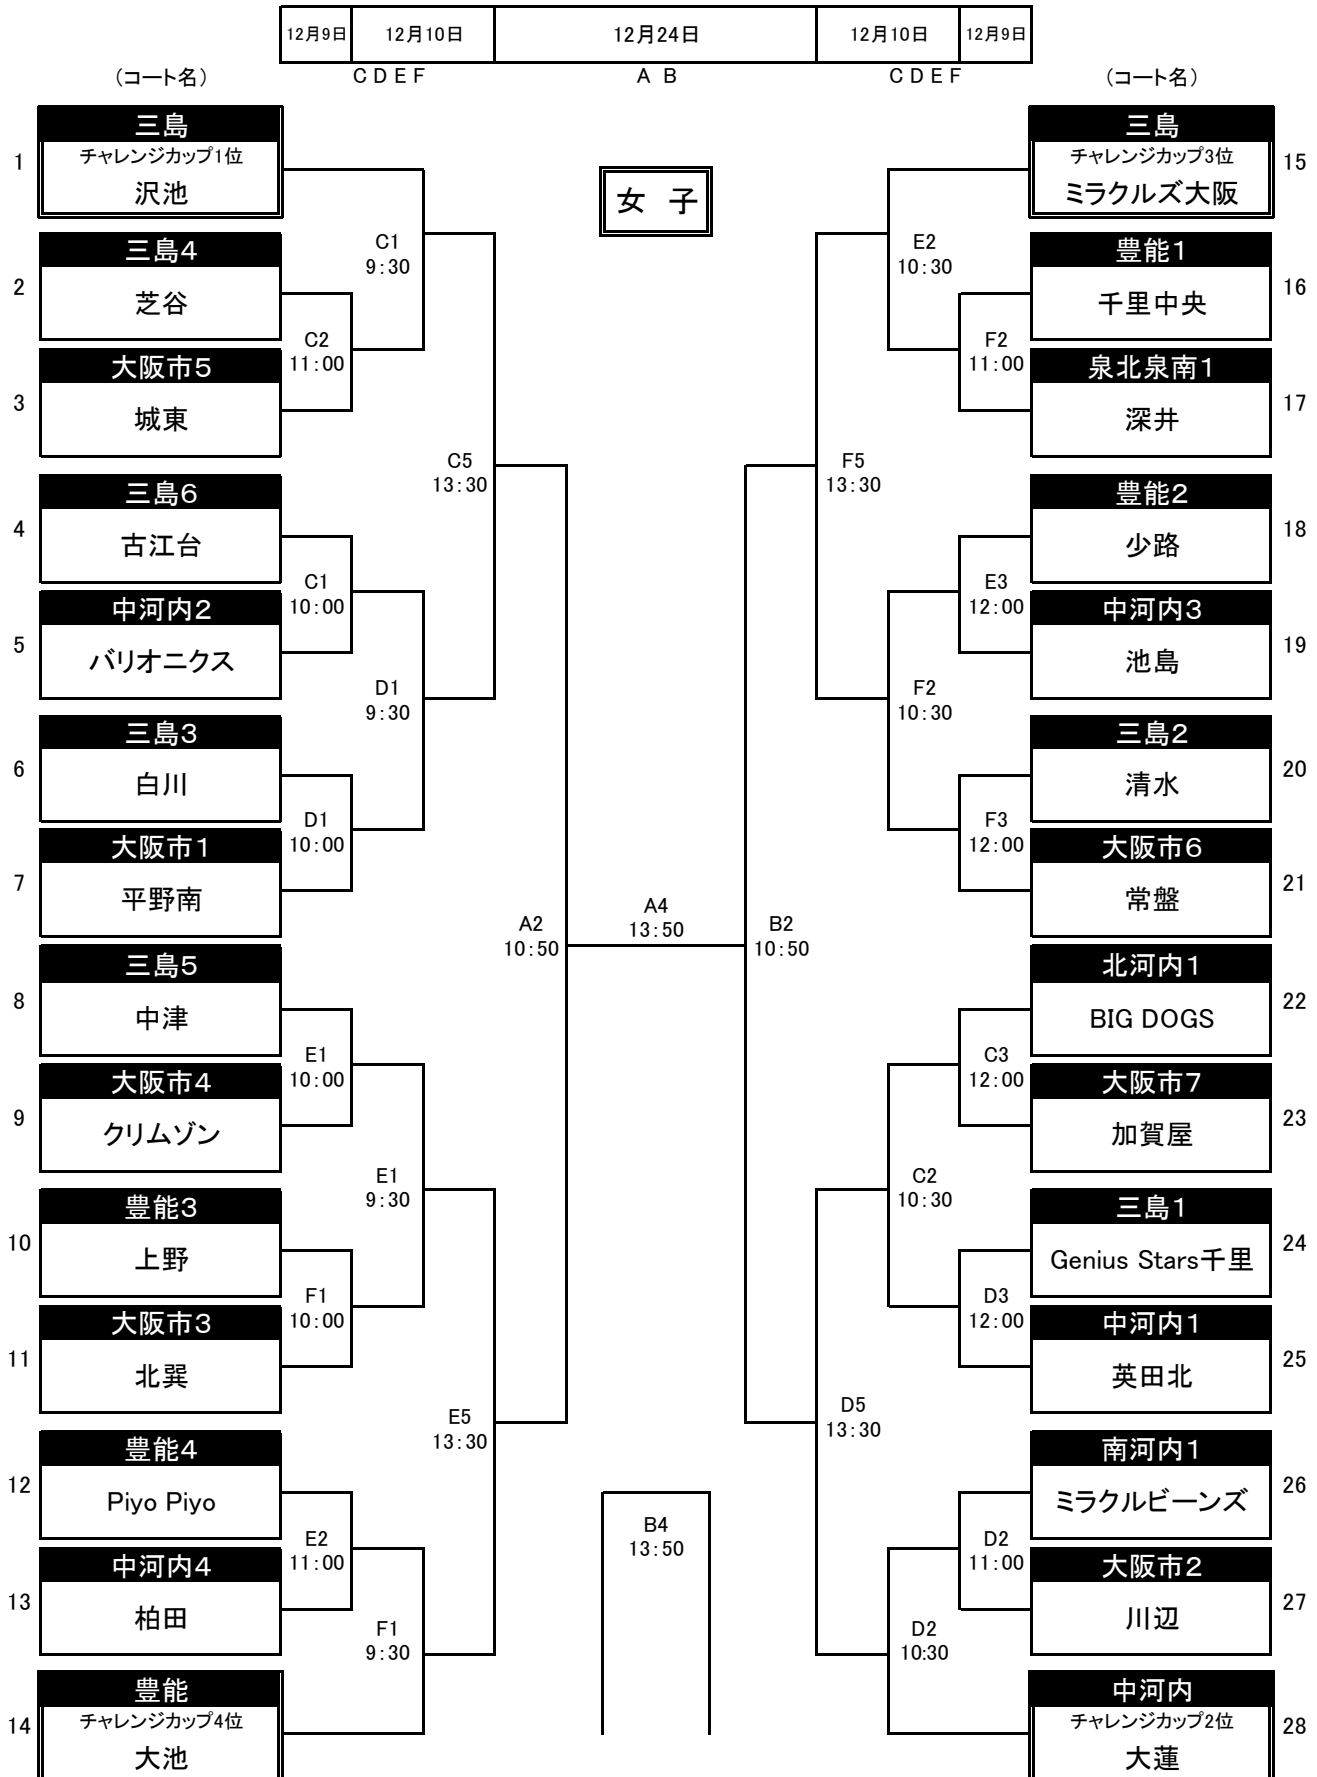 12月9日 12月10日 12月24日 12月10日 12月9日
(コート名) C D E F A B C D E F (コート名)
女 子
1
三島
チャレンジカップ1位
沢池
2
三島4
芝谷
3
大阪市5
城東
4
三島6
古江台
5
中河内2
バリオニクス
6
三島3
白川
7
大阪市1
平野南
8
三島5
中津
9
大阪市4
クリムゾン
10
豊能3
上野
11
大阪市3
北巽
12
豊能4
Piyo Piyo
13
中河内4
柏田
14
豊能
チャレンジカップ4位
大池
C2
11:00
C1
10:00
D1
10:00
E1
10:00
F1
10:00
E2
11:00
C1
9:30
D1
9:30
E1
9:30
F1
9:30
C5
13:30
E5
13:30
A2
10:50
A4
13:50
B4
13:50
B2
10:50
F5
13:30
D5
13:30
E2
10:30
F2
10:30
C2
10:30
D2
10:30
F2
11:00
E3
12:00
F3
12:00
C3
12:00
D3
12:00
D2
11:00
三島
チャレンジカップ3位
ミラクルズ大阪
15
豊能1
千里中央
16
泉北泉南1
深井
17
豊能2
少路
18
中河内3
池島
19
三島2
清水
20
大阪市6
常盤
21
北河内1
BIG DOGS
22
大阪市7
加賀屋
23
三島1
Genius Stars千里
24
中河内1
英田北
25
南河内1
ミラクルビーンズ
26
大阪市2
川辺
27
中河内
チャレンジカップ2位
大蓮
28